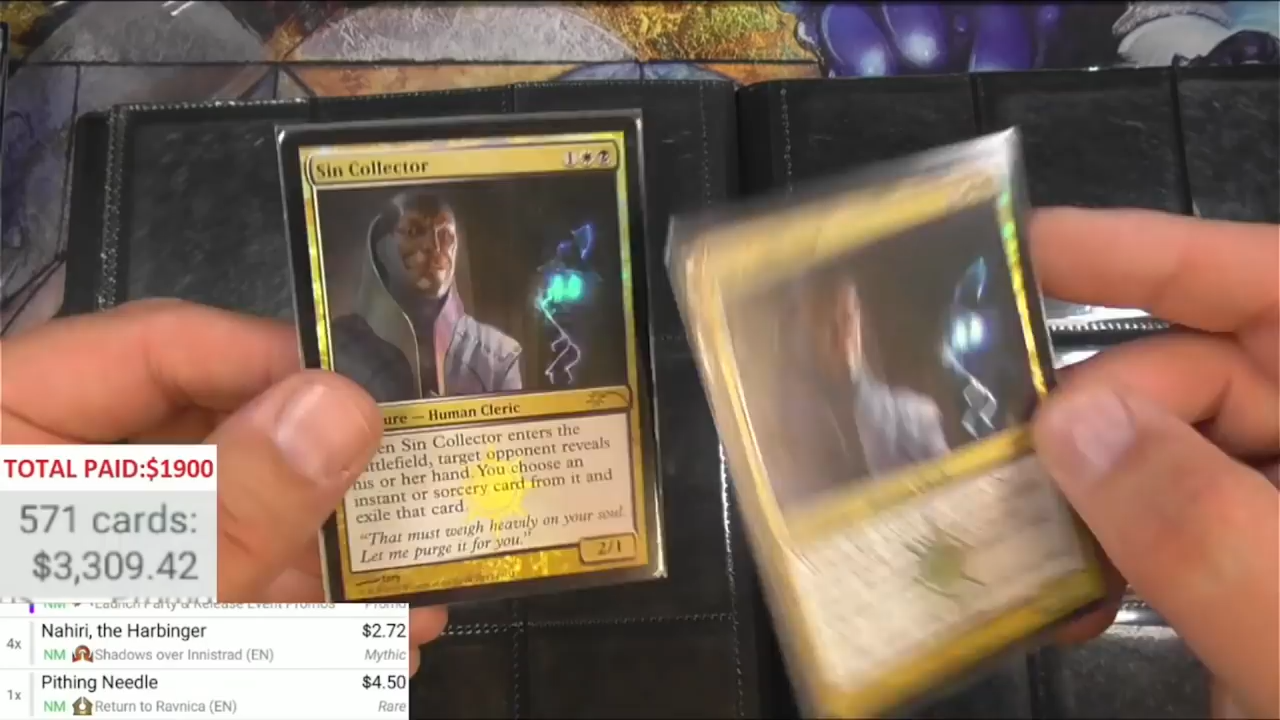 Sin Collector
1
ure — Human Cleric
en Sin Collector enters the
ttlefield, target opponent reveals
his or her hand. You choose an
instant or sorcery card from it and
exile that card.
“That must weigh heavily on your soul.
Let me purge it for you.”
2/1
TOTAL PAID:$1900
571 cards:
$3,309.42
NM Launch Party & Release Event Promos
Promo
4x Nahiri, the Harbinger $2.72
NM Shadows over Innistrad (EN) Mythic
1x Pithing Needle $4.50
NM Return to Ravnica (EN) Rare